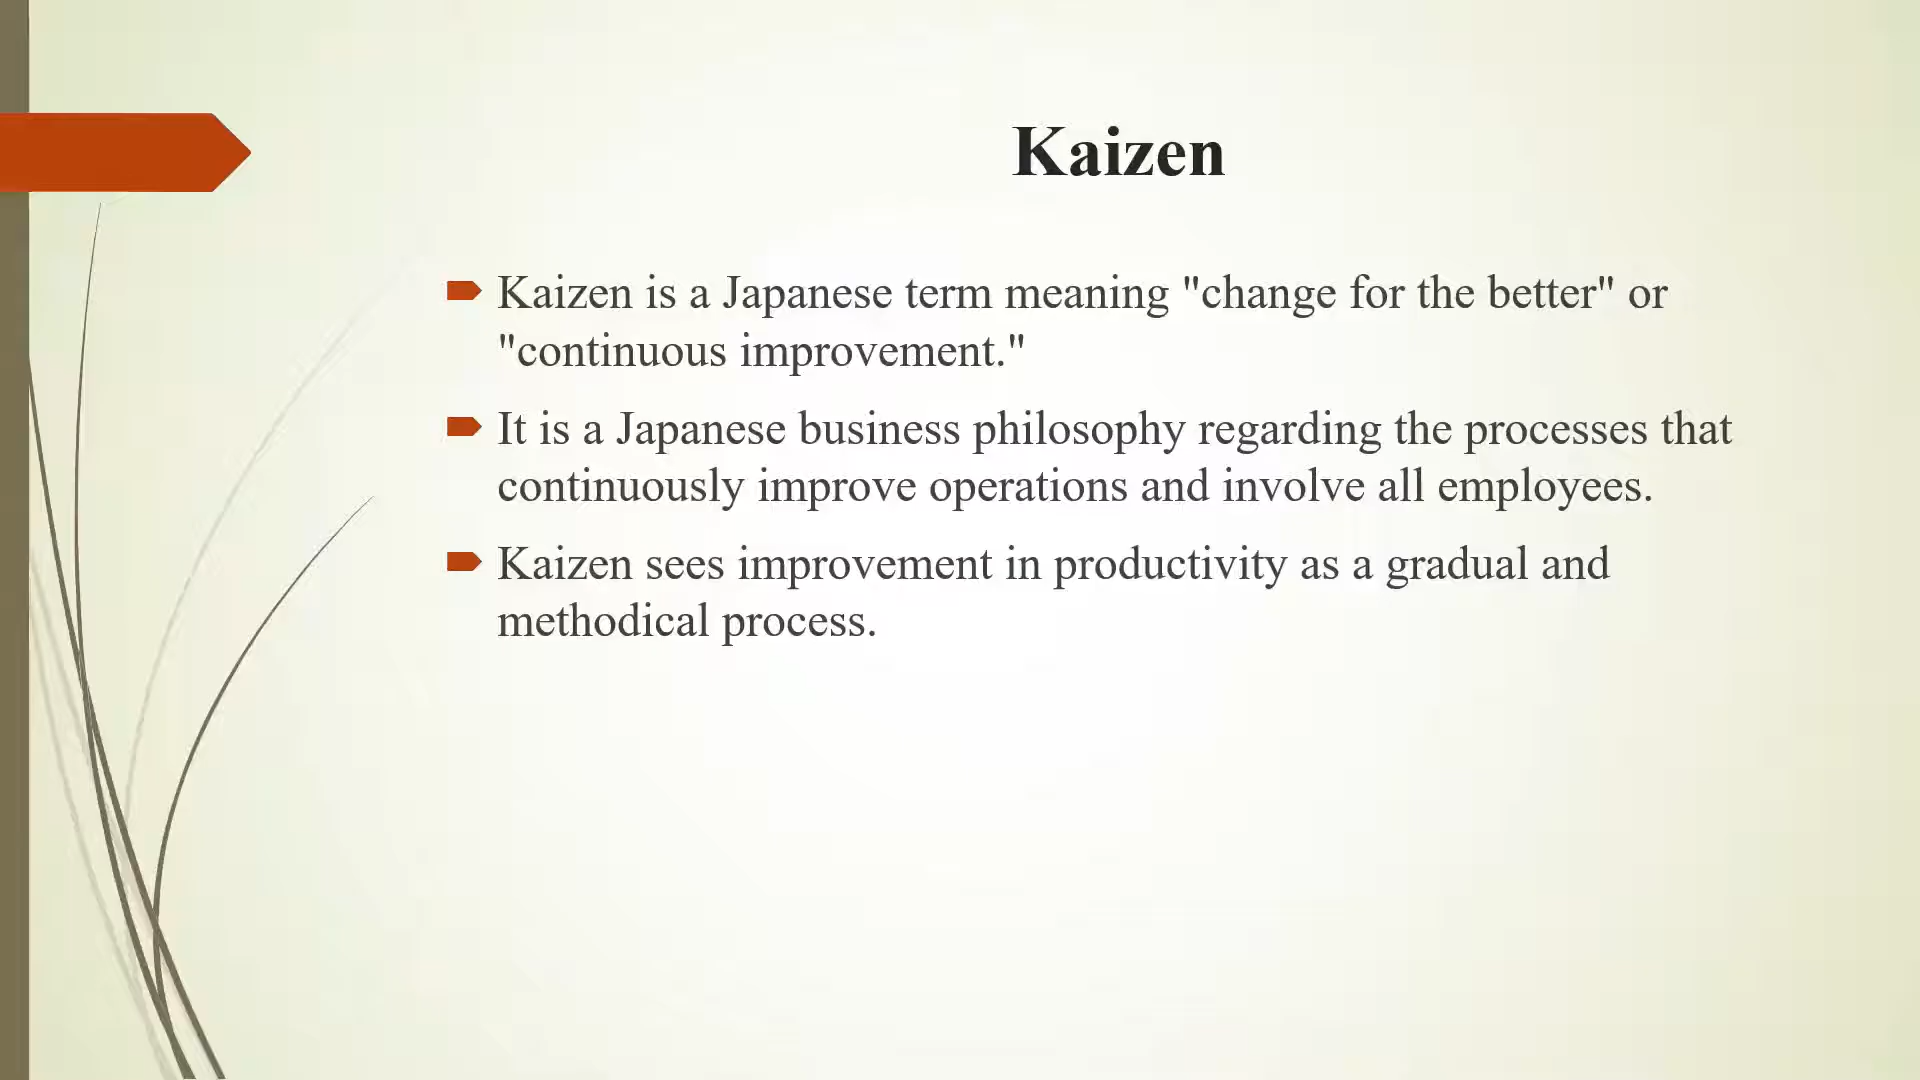 Kaizen
Kaizen is a Japanese term meaning "change for the better" or
"continuous improvement."
It is a Japanese business philosophy regarding the processes that
continuously improve operations and involve all employees.
Kaizen sees improvement in productivity as a gradual and
methodical process.